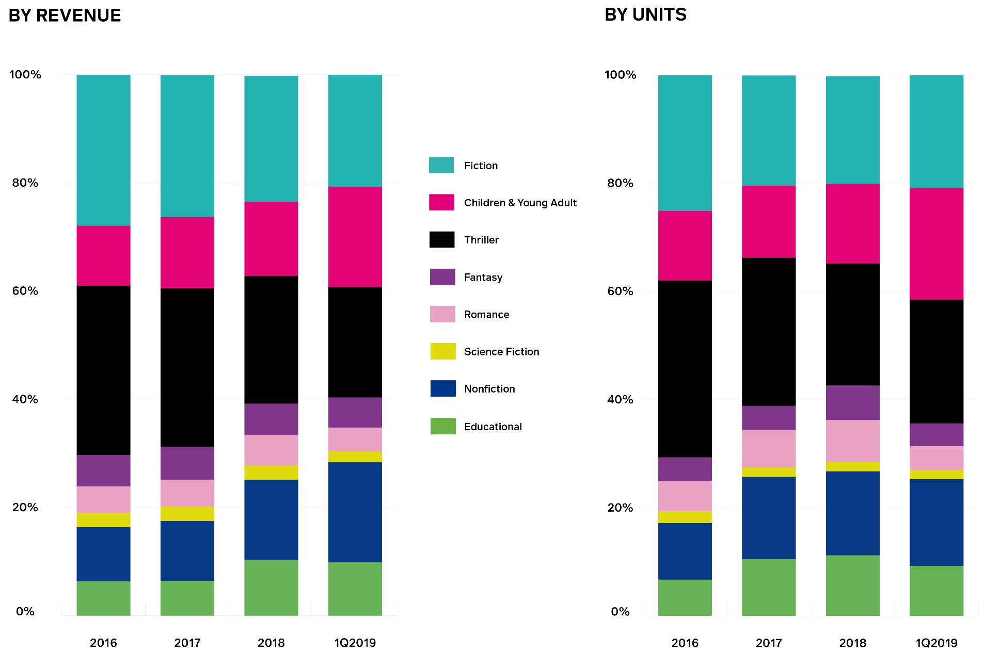 BY REVENUE
100%
80%
60%
40%
20%
0%
2016
2017
2018
1Q2019
Fiction
Children & Young Adult
Thriller
Fantasy
Romance
Science Fiction
Nonfiction
Educational
BY UNITS
100%
80%
60%
40%
20%
0%
2016
2017
2018
1Q2019